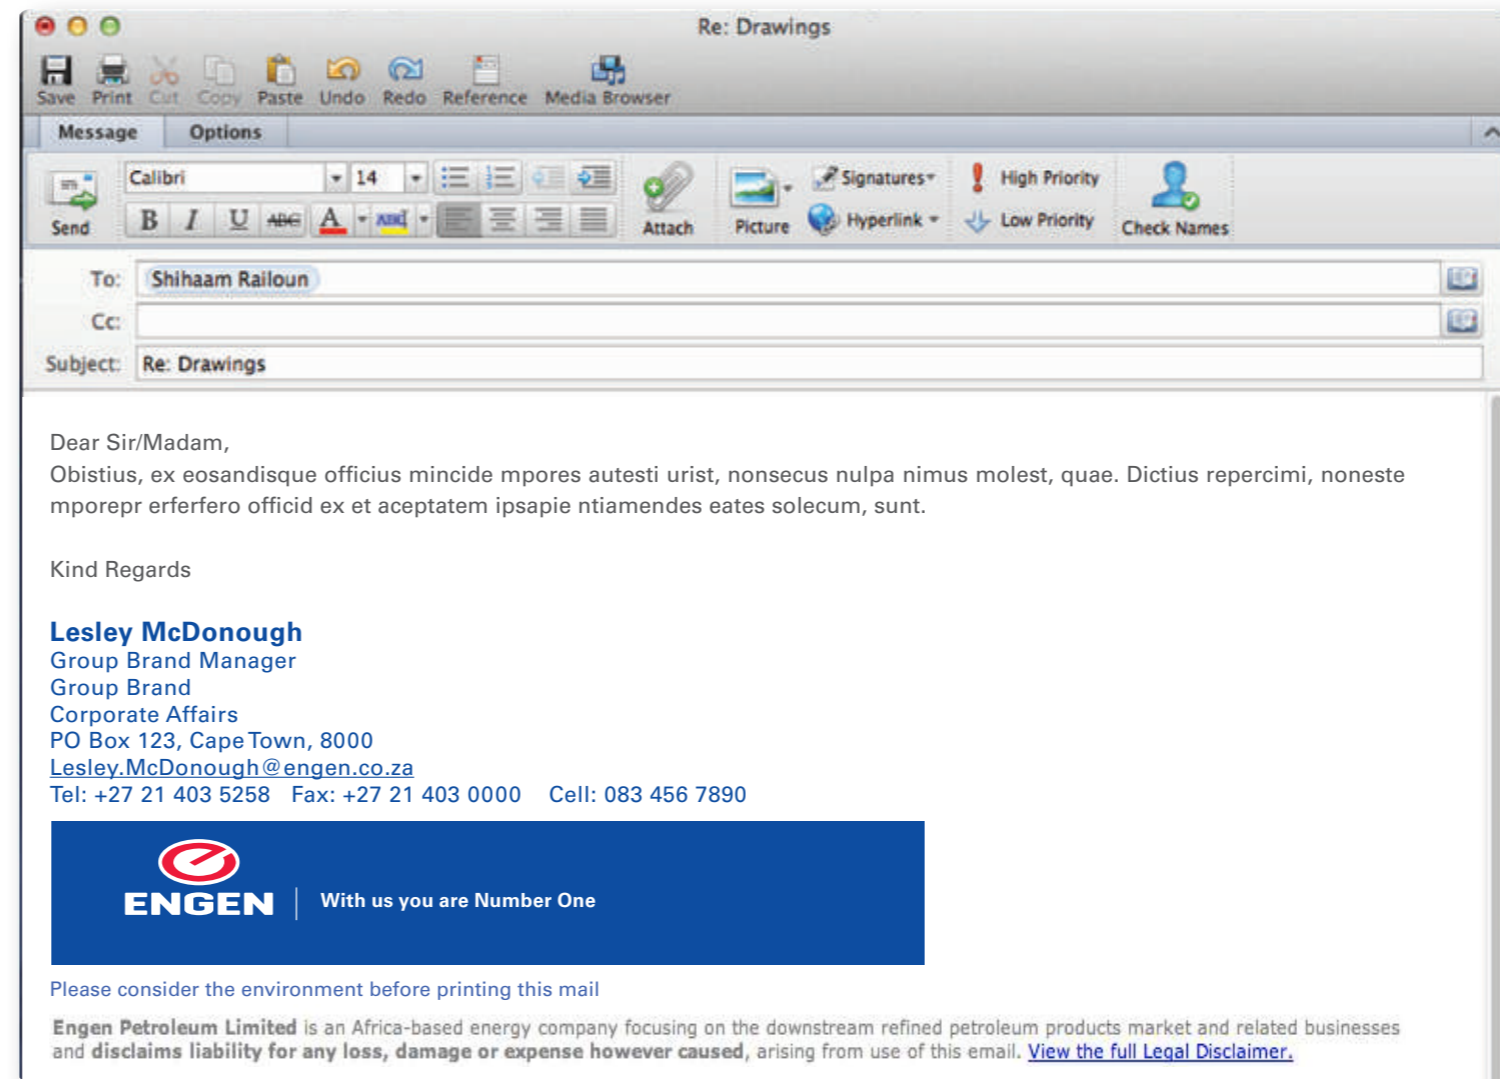 Re: Drawings
Save Print Cut Copy Paste Undo Redo Reference Media Browser
Message Options
Calibri 14 Signatures High Priority
Send B I U ABC A ABC Attach Picture Hyperlink Low Priority Check Names
To: Shihaam Railoun
Cc:
Subject: Re: Drawings
Dear Sir/Madam,
Obistius, ex eosandisque officius mincide mpores autesti urist, nonsecus nulpa nimus molest, quae. Dictius repercimi, noneste
mporepr erferfero officid ex et aceptatem ipsapie ntiamendes eates solecum, sunt.
Kind Regards
Lesley McDonough
Group Brand Manager
Group Brand
Corporate Affairs
PO Box 123, Cape Town, 8000
Lesley.McDonough@engen.co.za
Tel: +27 21 403 5258 Fax: +27 21 403 0000 Cell: 083 456 7890
ENGEN With us you are Number One
Please consider the environment before printing this mail
Engen Petroleum Limited is an Africa-based energy company focusing on the downstream refined petroleum products market and related businesses
and disclaims liability for any loss, damage or expense however caused, arising from use of this email. View the full Legal Disclaimer.